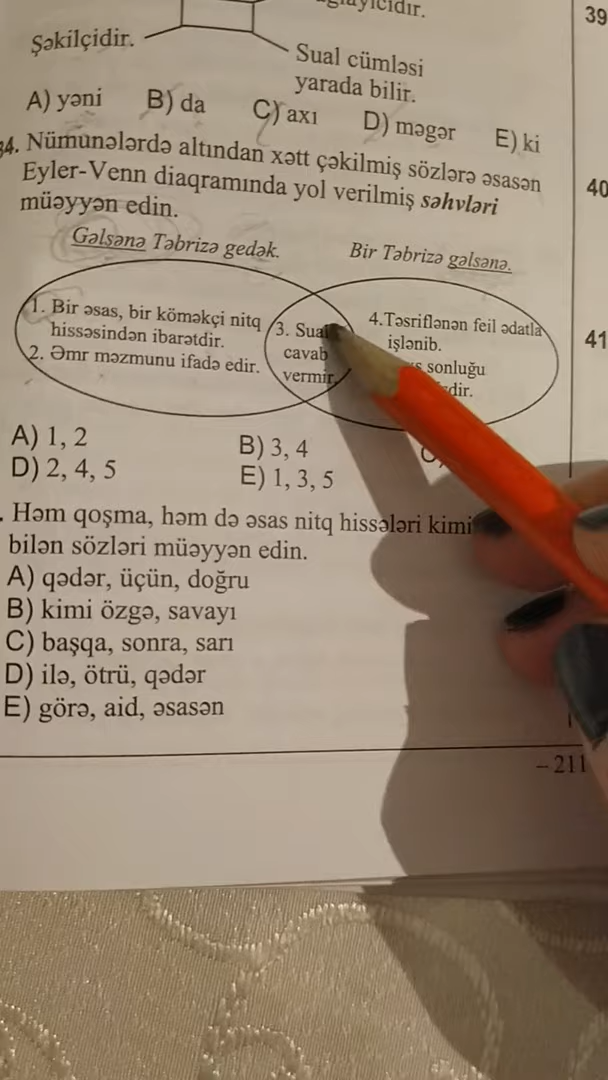 Şəkilçidir.
Sual cümləsi
yarada bilir.
A) yəni B) da C) axı D) məgər E) ki
34. Nümunələrdə altından xətt çəkilmiş sözlərə əsasən
Eyler-Venn diaqramında yol verilmiş səhvləri
müəyyən edin.
Gəlsənə Təbrizə gedək. Bir Təbrizə gəlsənə.
1. Bir əsas, bir köməkçi nitq
hissəsindən ibarətdir.
2. Əmr məzmunu ifadə edir.
3. Sual
cavab
vermir.
4.Təsriflənən feil ədatla
işlənib.
sonluğu
A) 1, 2 B) 3, 4
D) 2, 4, 5 E) 1, 3, 5
Həm qoşma, həm də əsas nitq hissələri kimi
bilən sözləri müəyyən edin.
A) qədər, üçün, doğru
B) kimi özgə, savayı
C) başqa, sonra, sarı
D) ilə, ötrü, qədər
E) görə, aid, əsasən
– 211
39
40
41